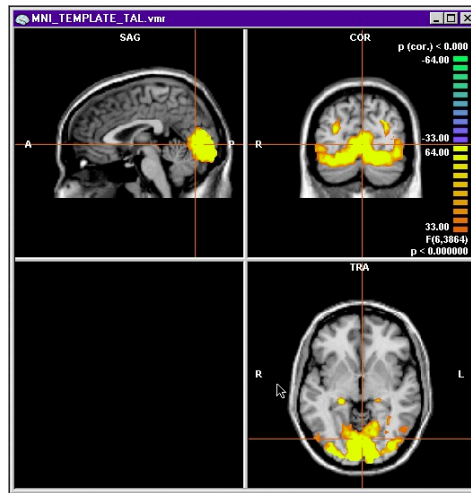 MNI_TEMPLATE_TAL.vmr
SAG
COR
p (cor.) < 0.000
-64.00
A
P
R
-33.00
64.00
33.00
F(6,3864)
p < 0.000000
TRA
R
L